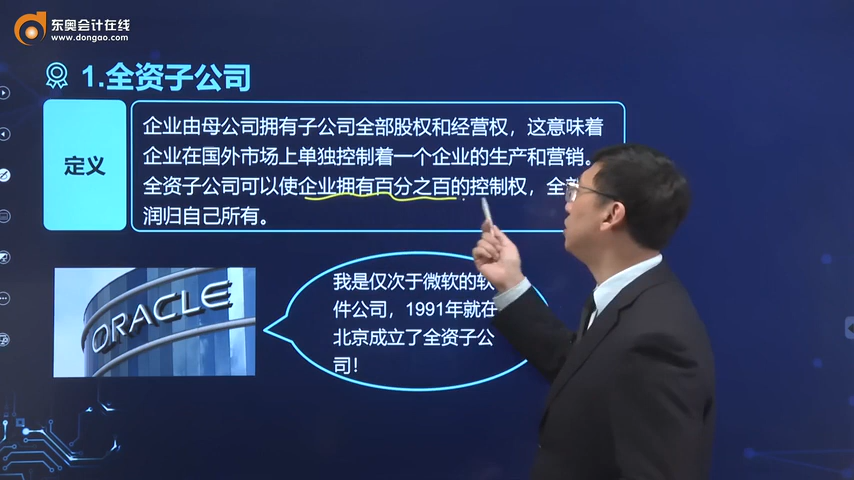 东奥会计在线
www.dongao.com
1.全资子公司
定义
企业由母公司拥有子公司全部股权和经营权，这意味着
企业在国外市场上单独控制着一个企业的生产和营销。
全资子公司可以使企业拥有百分之百的控制权，全
润归自己所有。
ORACLE
我是仅次于微软的软
件公司，1991年就在
北京成立了全资子公
司！